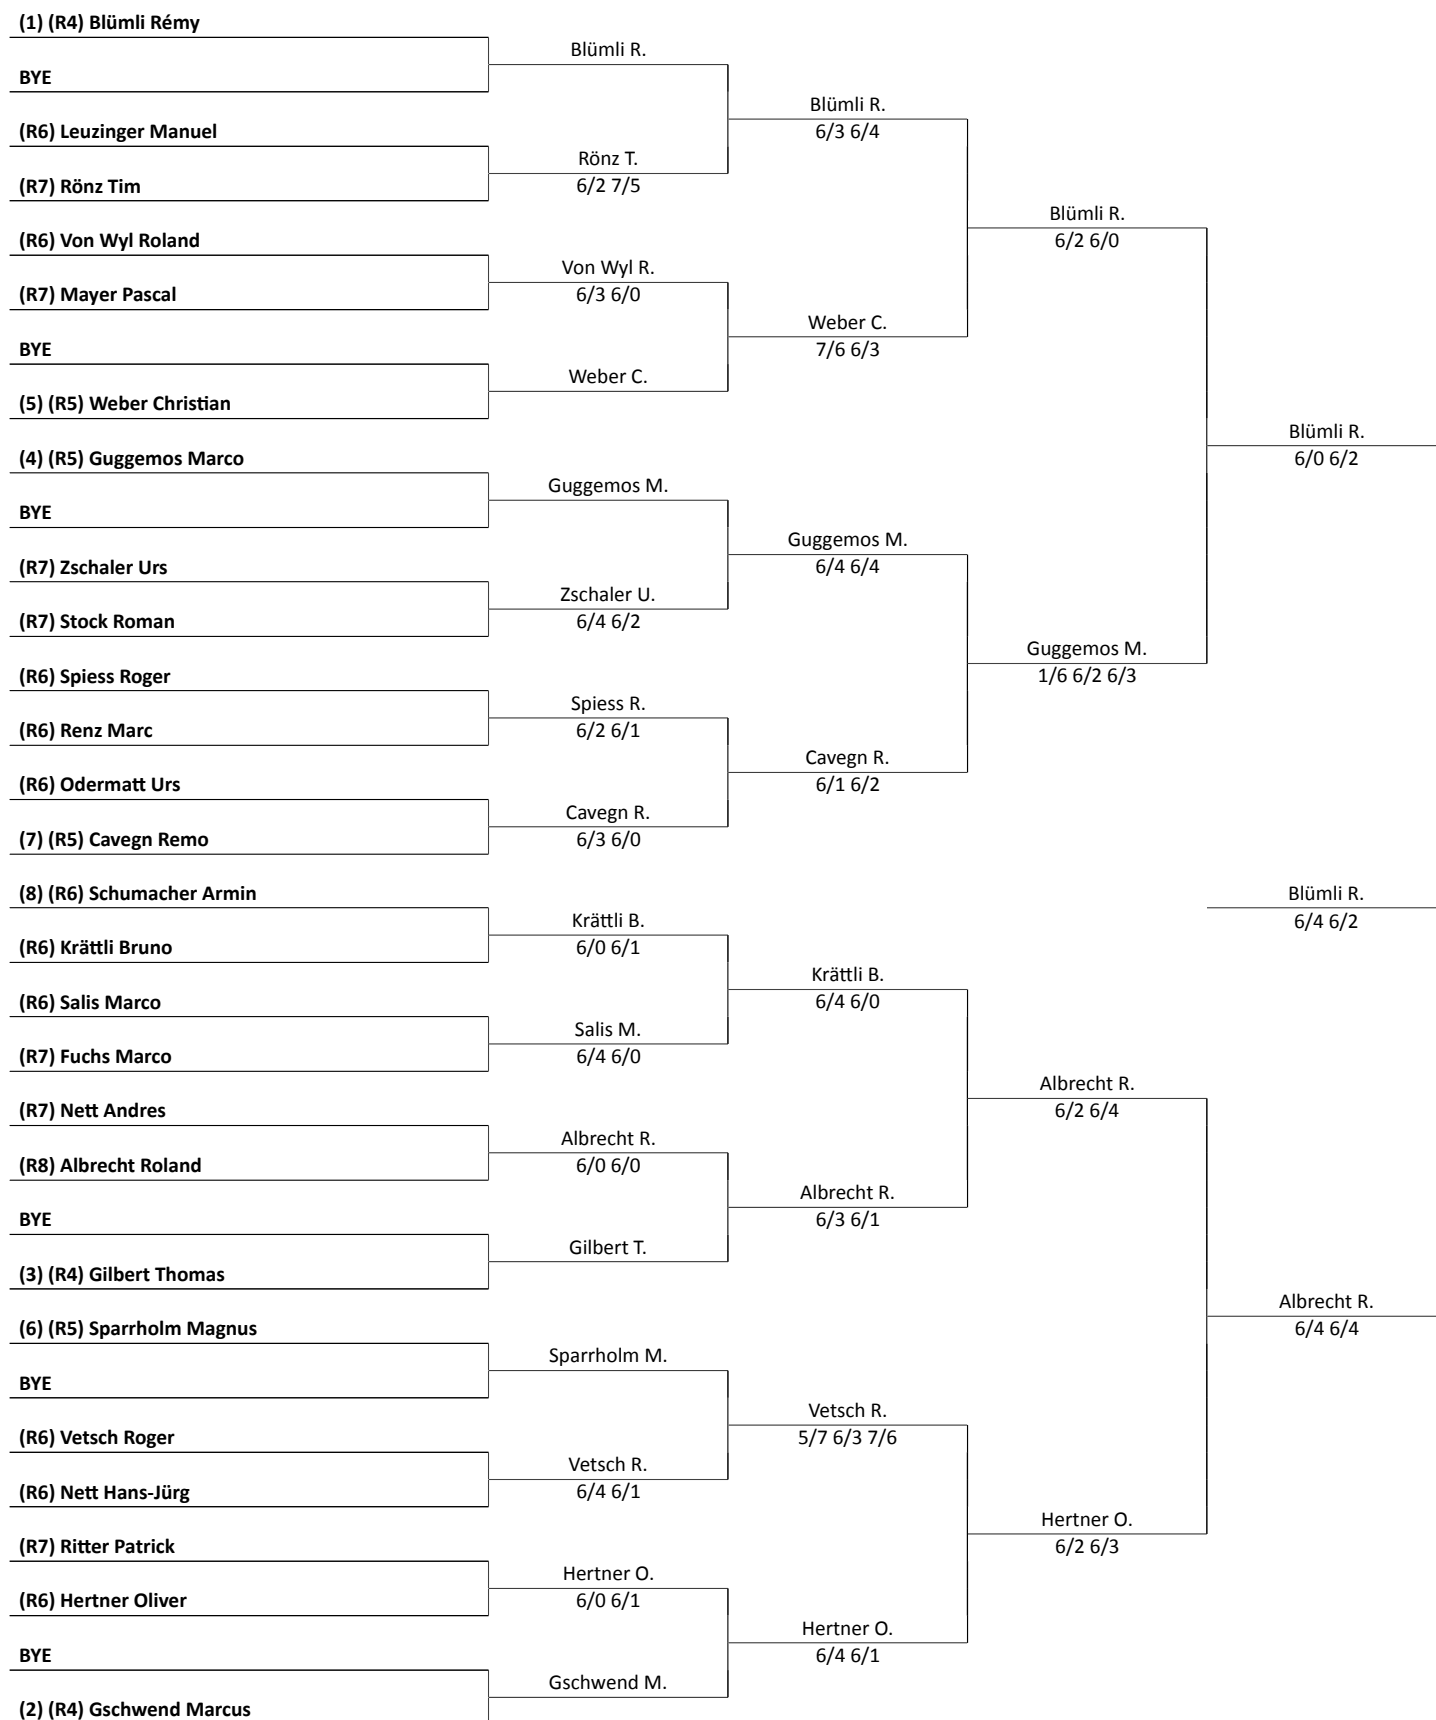 (1) (R4) Blümli Rémy
Blümli R.
BYE
Blümli R.
6/3 6/4
(R6) Leuzinger Manuel
Rönz T.
6/2 7/5
(R7) Rönz Tim
Blümli R.
6/2 6/0
(R6) Von Wyl Roland
Von Wyl R.
6/3 6/0
(R7) Mayer Pascal
Weber C.
7/6 6/3
BYE
Weber C.
(5) (R5) Weber Christian
Blümli R.
6/0 6/2
(4) (R5) Guggemos Marco
Guggemos M.
BYE
Guggemos M.
6/4 6/4
(R7) Zschaler Urs
Zschaler U.
6/4 6/2
(R7) Stock Roman
Guggemos M.
1/6 6/2 6/3
(R6) Spiess Roger
Spiess R.
6/2 6/1
(R6) Renz Marc
Cavegn R.
6/1 6/2
(R6) Odermatt Urs
Cavegn R.
6/3 6/0
(7) (R5) Cavegn Remo
Blümli R.
6/4 6/2
(8) (R6) Schumacher Armin
Krättli B.
6/0 6/1
(R6) Krättli Bruno
Krättli B.
6/4 6/0
(R6) Salis Marco
Salis M.
6/4 6/0
(R7) Fuchs Marco
Albrecht R.
6/2 6/4
(R7) Nett Andres
Albrecht R.
6/0 6/0
(R8) Albrecht Roland
Albrecht R.
6/3 6/1
BYE
Gilbert T.
(3) (R4) Gilbert Thomas
Albrecht R.
6/4 6/4
(6) (R5) Sparrholm Magnus
Sparrholm M.
BYE
Vetsch R.
5/7 6/3 7/6
(R6) Vetsch Roger
Vetsch R.
6/4 6/1
(R6) Nett Hans-Jürg
Hertner O.
6/2 6/3
(R7) Ritter Patrick
Hertner O.
6/0 6/1
(R6) Hertner Oliver
Hertner O.
6/4 6/1
BYE
Gschwend M.
(2) (R4) Gschwend Marcus